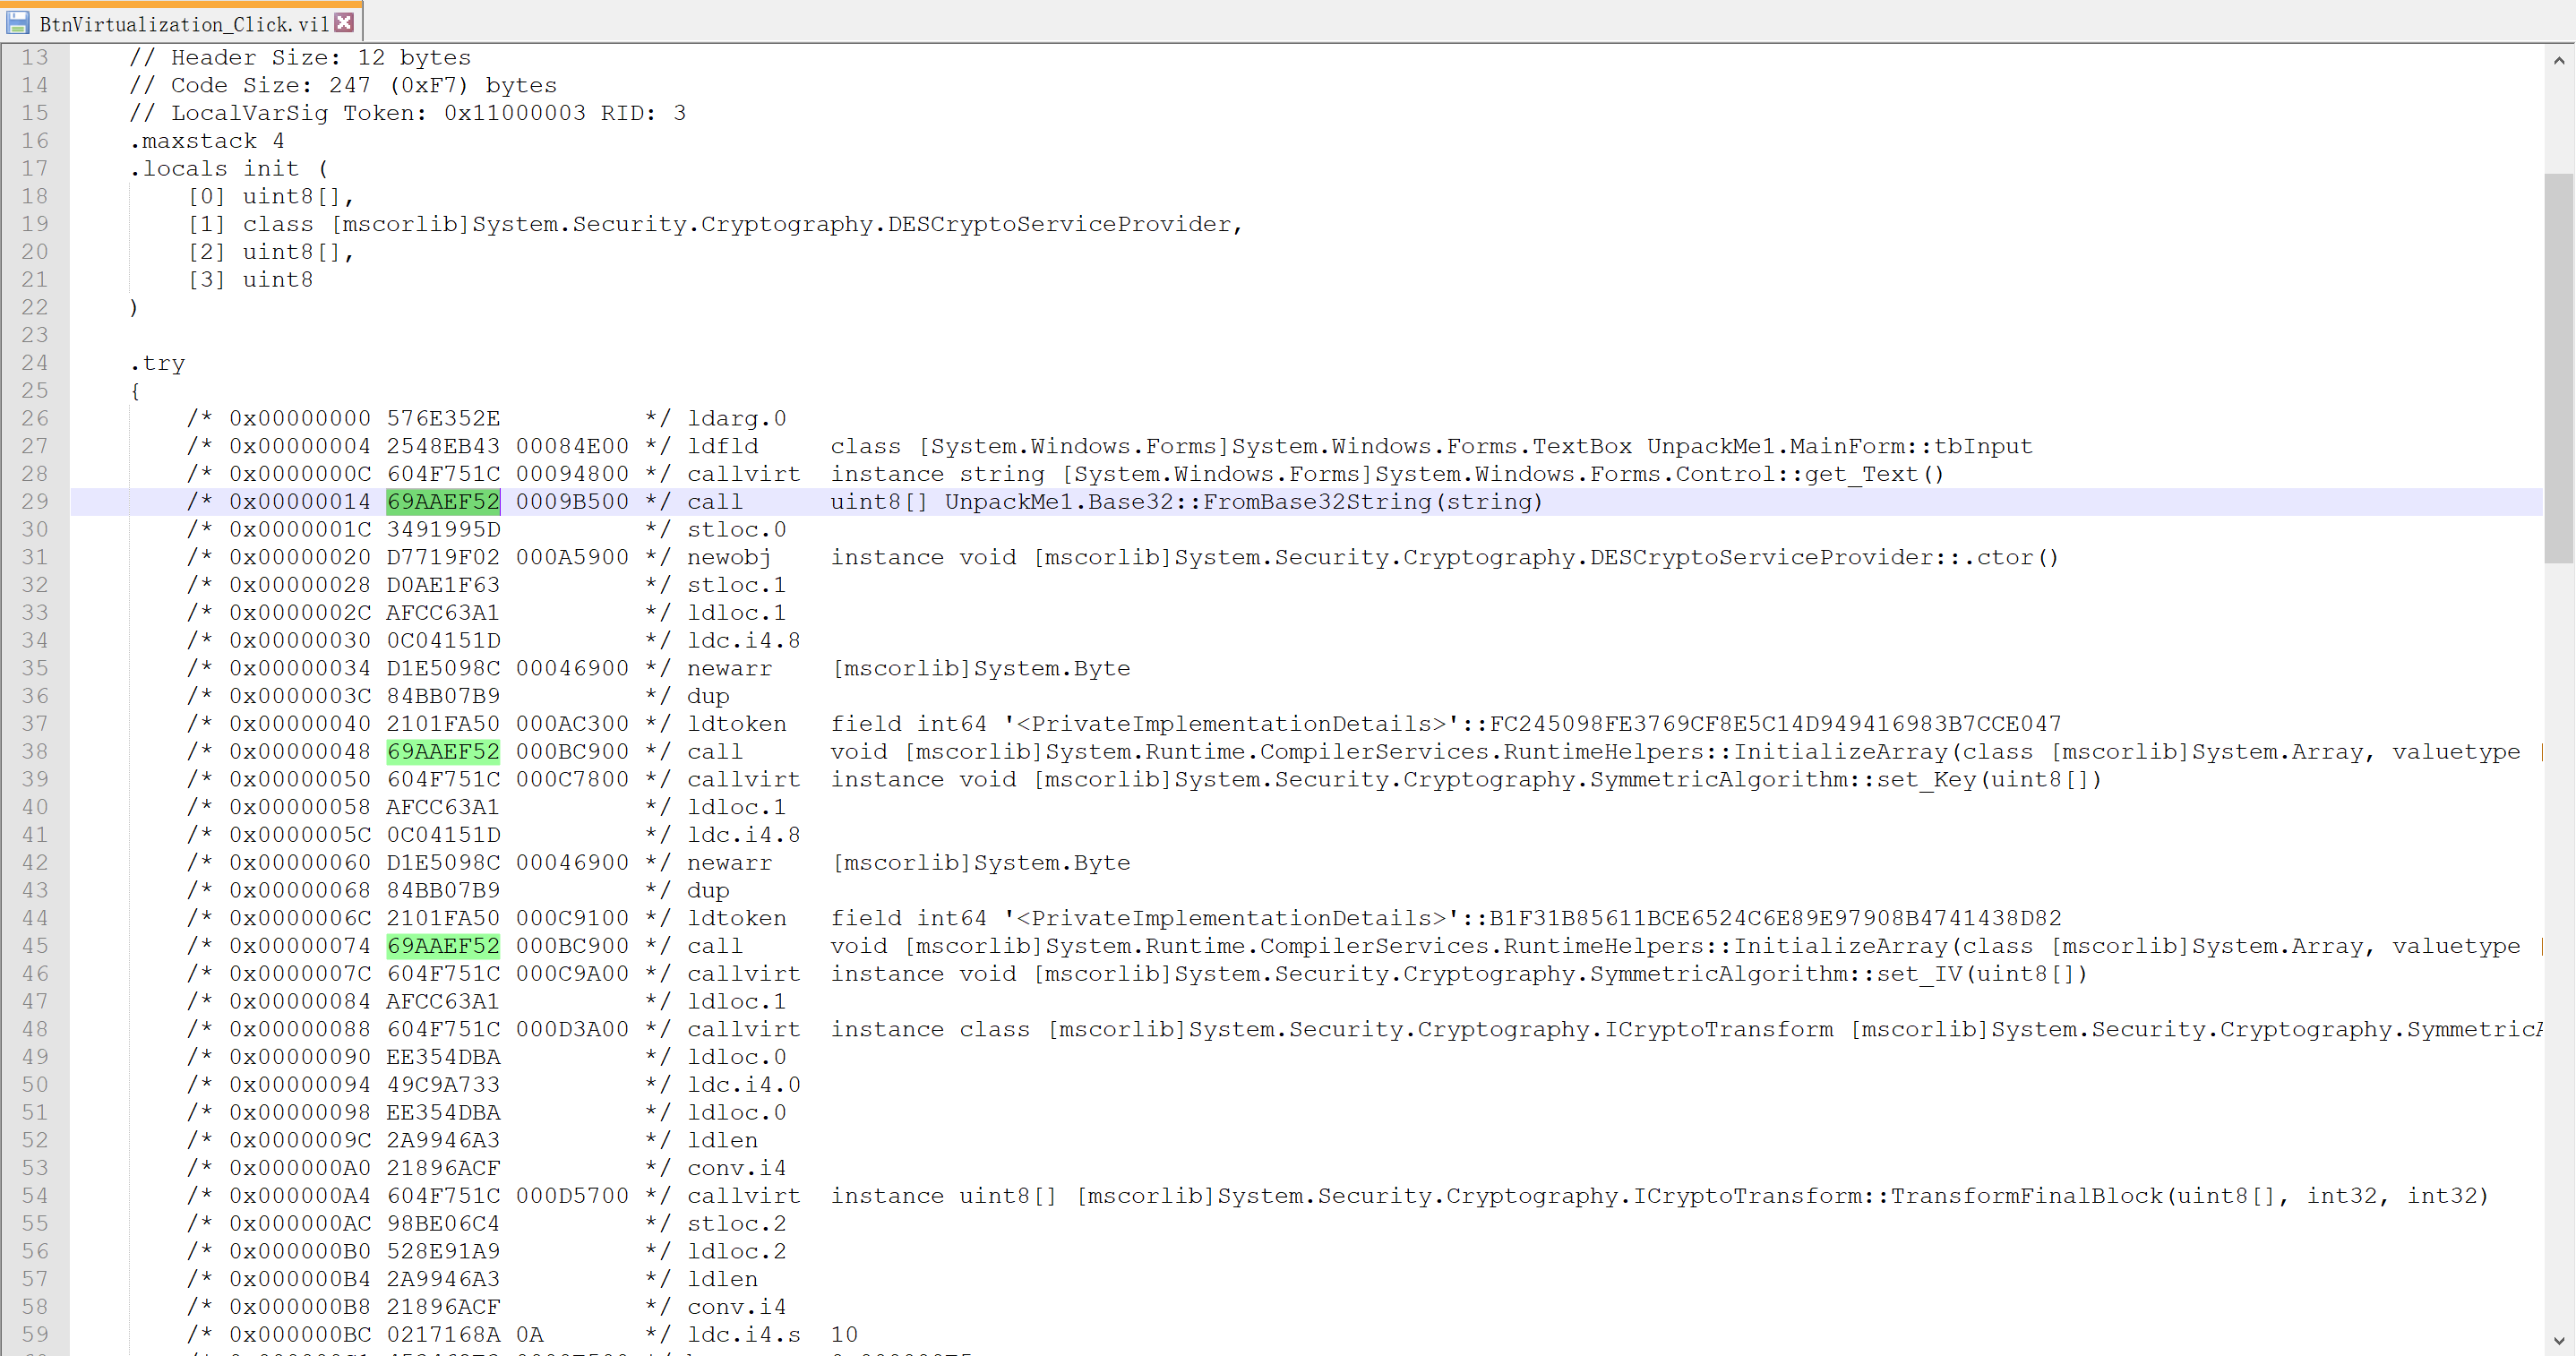 BtnVirtualization_Click.vil
13 // Header Size: 12 bytes
14 // Code Size: 247 (0xF7) bytes
15 // LocalVarSig Token: 0x11000003 RID: 3
16 .maxstack 4
17 .locals init (
18 [0] uint8[],
19 [1] class [mscorlib]System.Security.Cryptography.DESCryptoServiceProvider,
20 [2] uint8[],
21 [3] uint8
22 )
23
24 .try
25 {
26 /* 0x00000000 576E352E */ ldarg.0
27 /* 0x00000004 2548EB43 00084E00 */ ldfld class [System.Windows.Forms]System.Windows.Forms.TextBox UnpackMe1.MainForm::tbInput
28 /* 0x0000000C 604F751C 00094800 */ callvirt instance string [System.Windows.Forms]System.Windows.Forms.Control::get_Text()
29 /* 0x00000014 69AAEF52 0009B500 */ call uint8[] UnpackMe1.Base32::FromBase32String(string)
30 /* 0x0000001C 3491995D */ stloc.0
31 /* 0x00000020 D7719F02 000A5900 */ newobj instance void [mscorlib]System.Security.Cryptography.DESCryptoServiceProvider::.ctor()
32 /* 0x00000028 D0AE1F63 */ stloc.1
33 /* 0x0000002C AFCC63A1 */ ldloc.1
34 /* 0x00000030 0C04151D */ ldc.i4.8
35 /* 0x00000034 D1E5098C 00046900 */ newarr [mscorlib]System.Byte
36 /* 0x0000003C 84BB07B9 */ dup
37 /* 0x00000040 2101FA50 000AC300 */ ldtoken field int64 '<PrivateImplementationDetails>'::FC245098FE3769CF8E5C14D949416983B7CCE047
38 /* 0x00000048 69AAEF52 000BC900 */ call void [mscorlib]System.Runtime.CompilerServices.RuntimeHelpers::InitializeArray(class [mscorlib]System.Array, valuetype [
39 /* 0x00000050 604F751C 000C7800 */ callvirt instance void [mscorlib]System.Security.Cryptography.SymmetricAlgorithm::set_Key(uint8[])
40 /* 0x00000058 AFCC63A1 */ ldloc.1
41 /* 0x0000005C 0C04151D */ ldc.i4.8
42 /* 0x00000060 D1E5098C 00046900 */ newarr [mscorlib]System.Byte
43 /* 0x00000068 84BB07B9 */ dup
44 /* 0x0000006C 2101FA50 000C9100 */ ldtoken field int64 '<PrivateImplementationDetails>'::B1F31B85611BCE6524C6E89E97908B4741438D82
45 /* 0x00000074 69AAEF52 000BC900 */ call void [mscorlib]System.Runtime.CompilerServices.RuntimeHelpers::InitializeArray(class [mscorlib]System.Array, valuetype [
46 /* 0x0000007C 604F751C 000C9A00 */ callvirt instance void [mscorlib]System.Security.Cryptography.SymmetricAlgorithm::set_IV(uint8[])
47 /* 0x00000084 AFCC63A1 */ ldloc.1
48 /* 0x00000088 604F751C 000D3A00 */ callvirt instance class [mscorlib]System.Security.Cryptography.ICryptoTransform [mscorlib]System.Security.Cryptography.SymmetricA
49 /* 0x00000090 EE354DBA */ ldloc.0
50 /* 0x00000094 49C9A733 */ ldc.i4.0
51 /* 0x00000098 EE354DBA */ ldloc.0
52 /* 0x0000009C 2A9946A3 */ ldlen
53 /* 0x000000A0 21896ACF */ conv.i4
54 /* 0x000000A4 604F751C 000D5700 */ callvirt instance uint8[] [mscorlib]System.Security.Cryptography.ICryptoTransform::TransformFinalBlock(uint8[], int32, int32)
55 /* 0x000000AC 98BE06C4 */ stloc.2
56 /* 0x000000B0 528E91A9 */ ldloc.2
57 /* 0x000000B4 2A9946A3 */ ldlen
58 /* 0x000000B8 21896ACF */ conv.i4
59 /* 0x000000BC 0217168A 0A */ ldc.i4.s 10